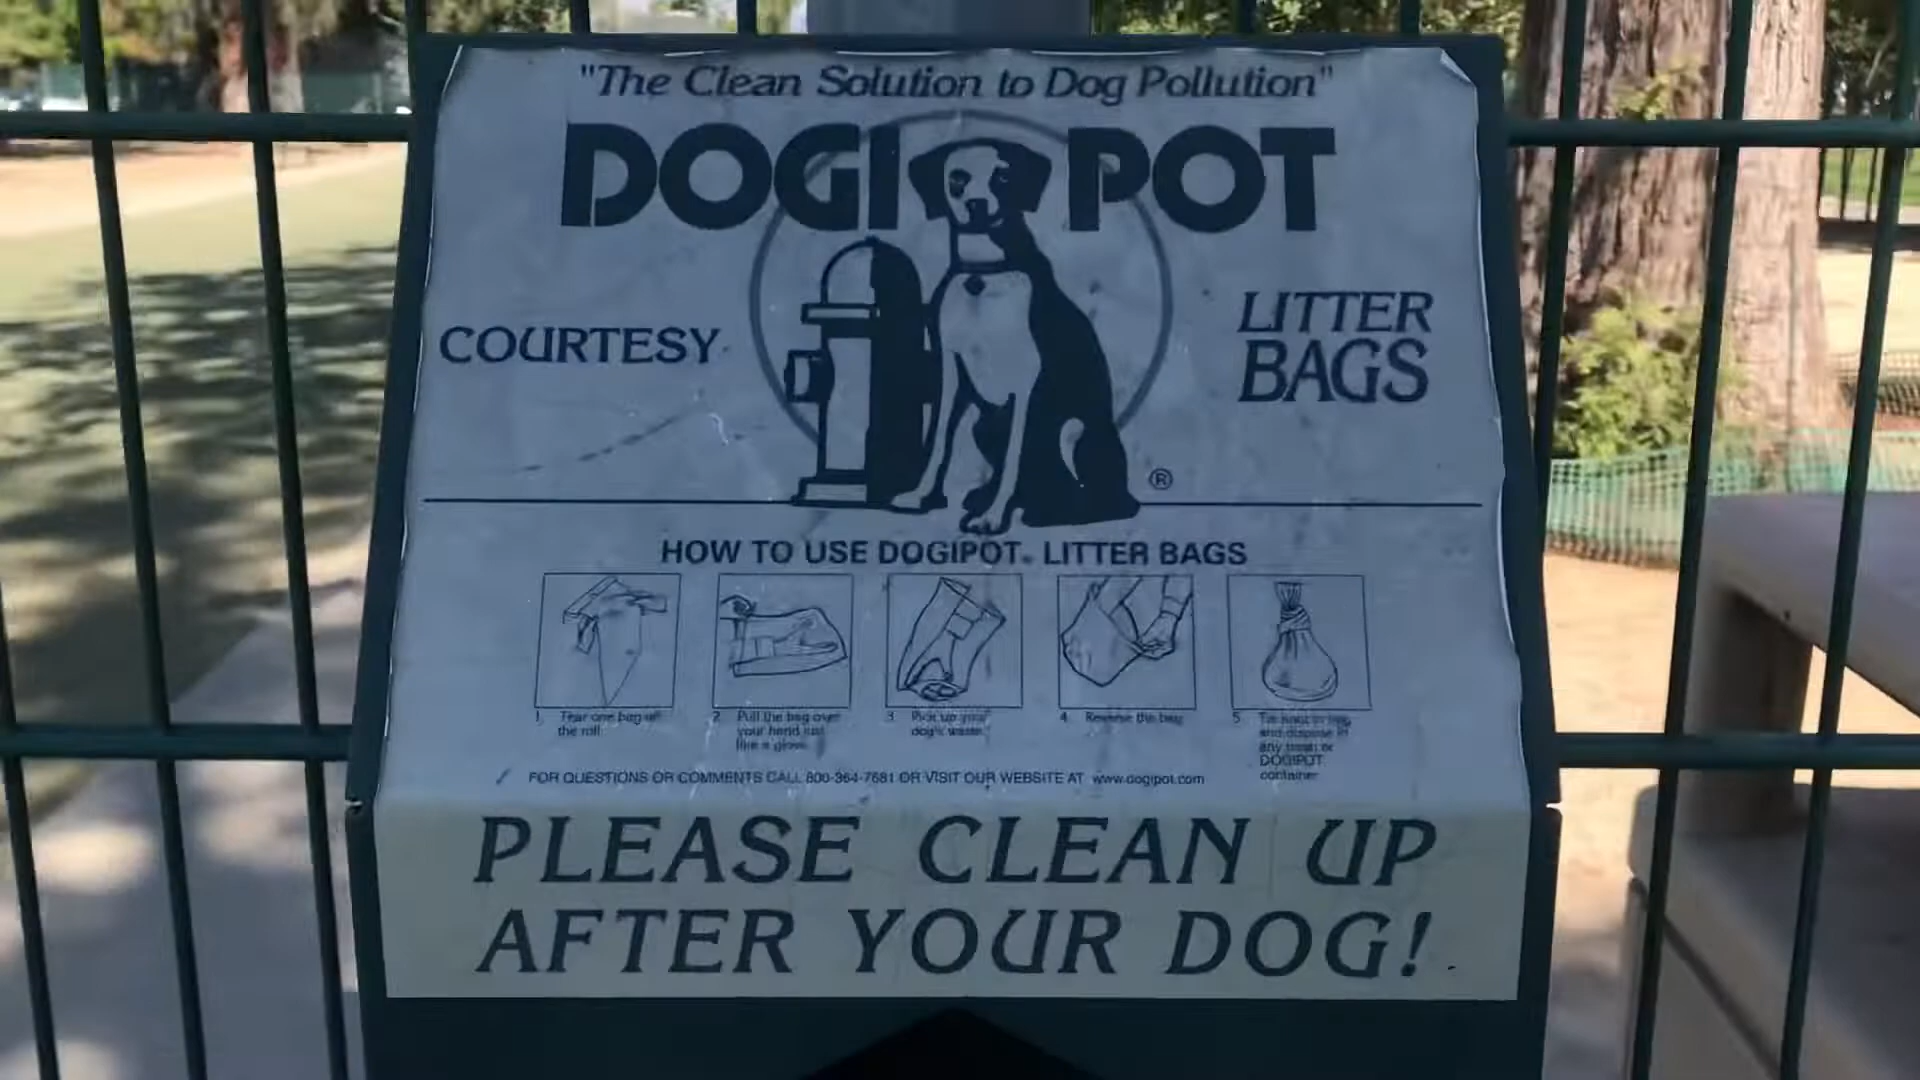 "The Clean Solution to Dog Pollution"
DOGIPOT
COURTESY
LITTER
BAGS
®
HOW TO USE DOGIPOT® LITTER BAGS
1. Tear one bag off
the roll.
2. Pull the bag over
your hand just
like a glove.
3. Pick up your
dog's waste.
4. Reverse the bag.
5. Tie knot in bag
and dispose in
any trash or
DOGIPOT
container
FOR QUESTIONS OR COMMENTS CALL 800-364-7681 OR VISIT OUR WEBSITE AT www.dogipot.com
PLEASE CLEAN UP
AFTER YOUR DOG!